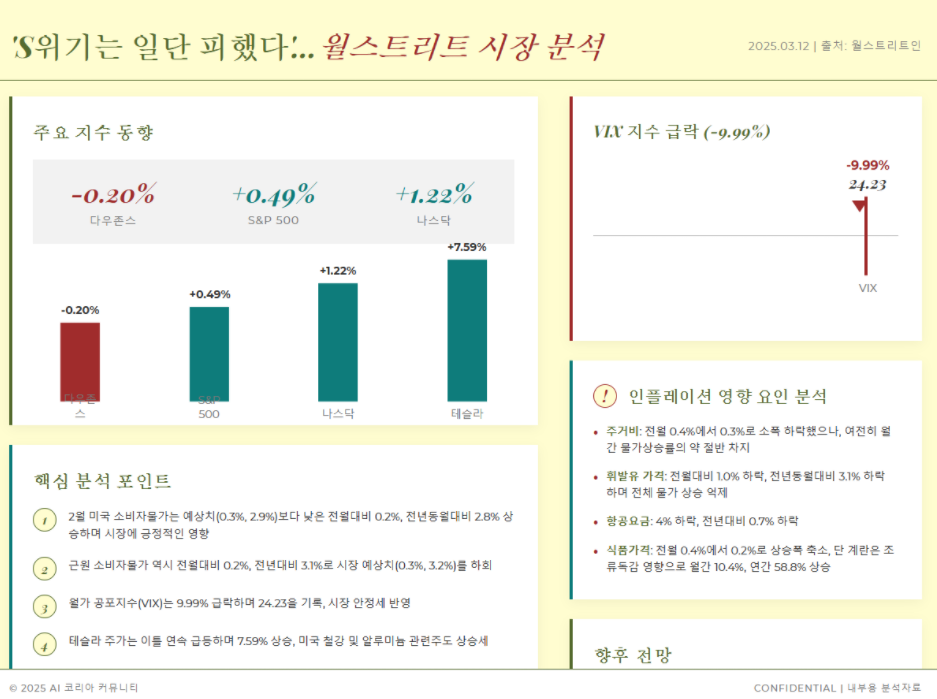 'S위기는 일단 피했다'... 월스트리트 시장 분석
2025.03.12 | 출처: 월스트리트인
주요 지수 동향
-0.20%
다우존스
+0.49%
S&P 500
+1.22%
나스닥
-0.20%
+0.49%
+1.22%
+7.59%
다우존
스
S&P
500
나스닥
테슬라
VIX 지수 급락 (-9.99%)
-9.99%
24.23
VIX
핵심 분석 포인트
1
2월 미국 소비자물가는 예상치(0.3%, 2.9%)보다 낮은 전월대비 0.2%, 전년동월대비 2.8% 상
승하며 시장에 긍정적인 영향
2
근원 소비자물가 역시 전월대비 0.2%, 전년대비 3.1%로 시장 예상치(0.3%, 3.2%)를 하회
3
월가 공포지수(VIX)는 9.99% 급락하며 24.23을 기록, 시장 안정세 반영
4
테슬라 주가는 이틀 연속 급등하며 7.59% 상승, 미국 철강 및 알루미늄 관련주도 상승세
! 인플레이션 영향 요인 분석
• 주거비: 전월 0.4%에서 0.3%로 소폭 하락했으나, 여전히 월
간 물가상승률의 약 절반 차지
• 휘발유 가격: 전월대비 1.0% 하락, 전년동월대비 3.1% 하락
하며 전체 물가 상승 억제
• 항공요금: 4% 하락, 전년대비 0.7% 하락
• 식품가격: 전월 0.4%에서 0.2%로 상승폭 축소, 단 계란은 조
류독감 영향으로 월간 10.4%, 연간 58.8% 상승
향후 전망
© 2025 AI 코리아 커뮤니티
CONFIDENTIAL | 내부용 분석자료